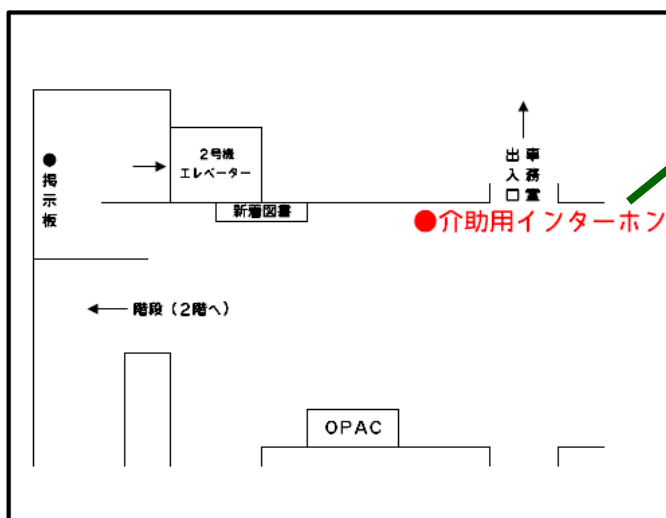 ●掲示板
2号機
エレベーター
新着図書
事務室
出入口
●介助用インターホン
階段(2階へ)
OPAC